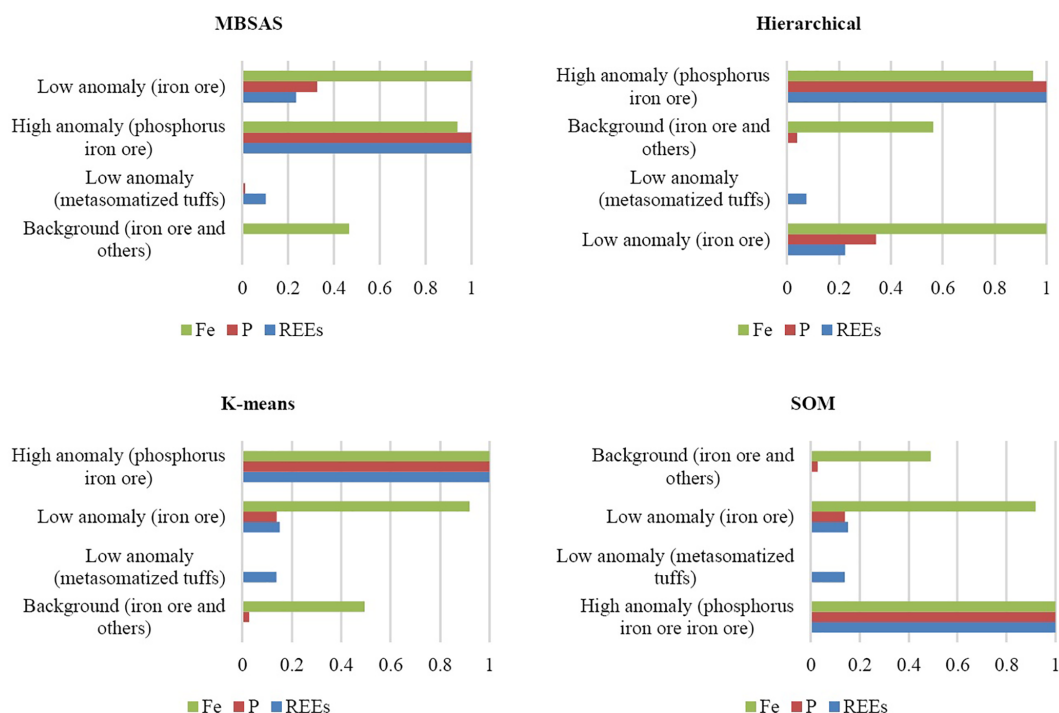 MBSAS
Low anomaly (iron ore)
High anomaly (phosphorus
iron ore)
Low anomaly
(metasomatized tuffs)
Background (iron ore and
others)
0 0.2 0.4 0.6 0.8 1
Fe P REEs
Hierarchical
High anomaly (phosphorus
iron ore)
Background (iron ore and
others)
Low anomaly
(metasomatized tuffs)
Low anomaly (iron ore)
0 0.2 0.4 0.6 0.8 1
Fe P REEs
K-means
High anomaly (phosphorus
iron ore)
Low anomaly (iron ore)
Low anomaly
(metasomatized tuffs)
Background (iron ore and
others)
0 0.2 0.4 0.6 0.8 1
Fe P REEs
SOM
Background (iron ore and
others)
Low anomaly (iron ore)
Low anomaly (metasomatized
tuffs)
High anomaly (phosphorus
iron ore iron ore)
0 0.2 0.4 0.6 0.8 1
Fe P REEs